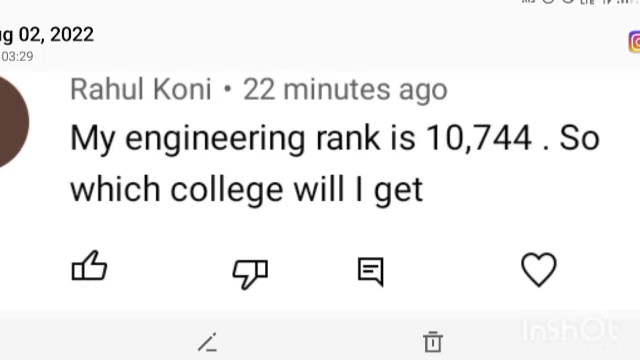 g 02, 2022
03:29
Rahul Koni • 22 minutes ago
My engineering rank is 10,744 . So
which college will I get
InShOt